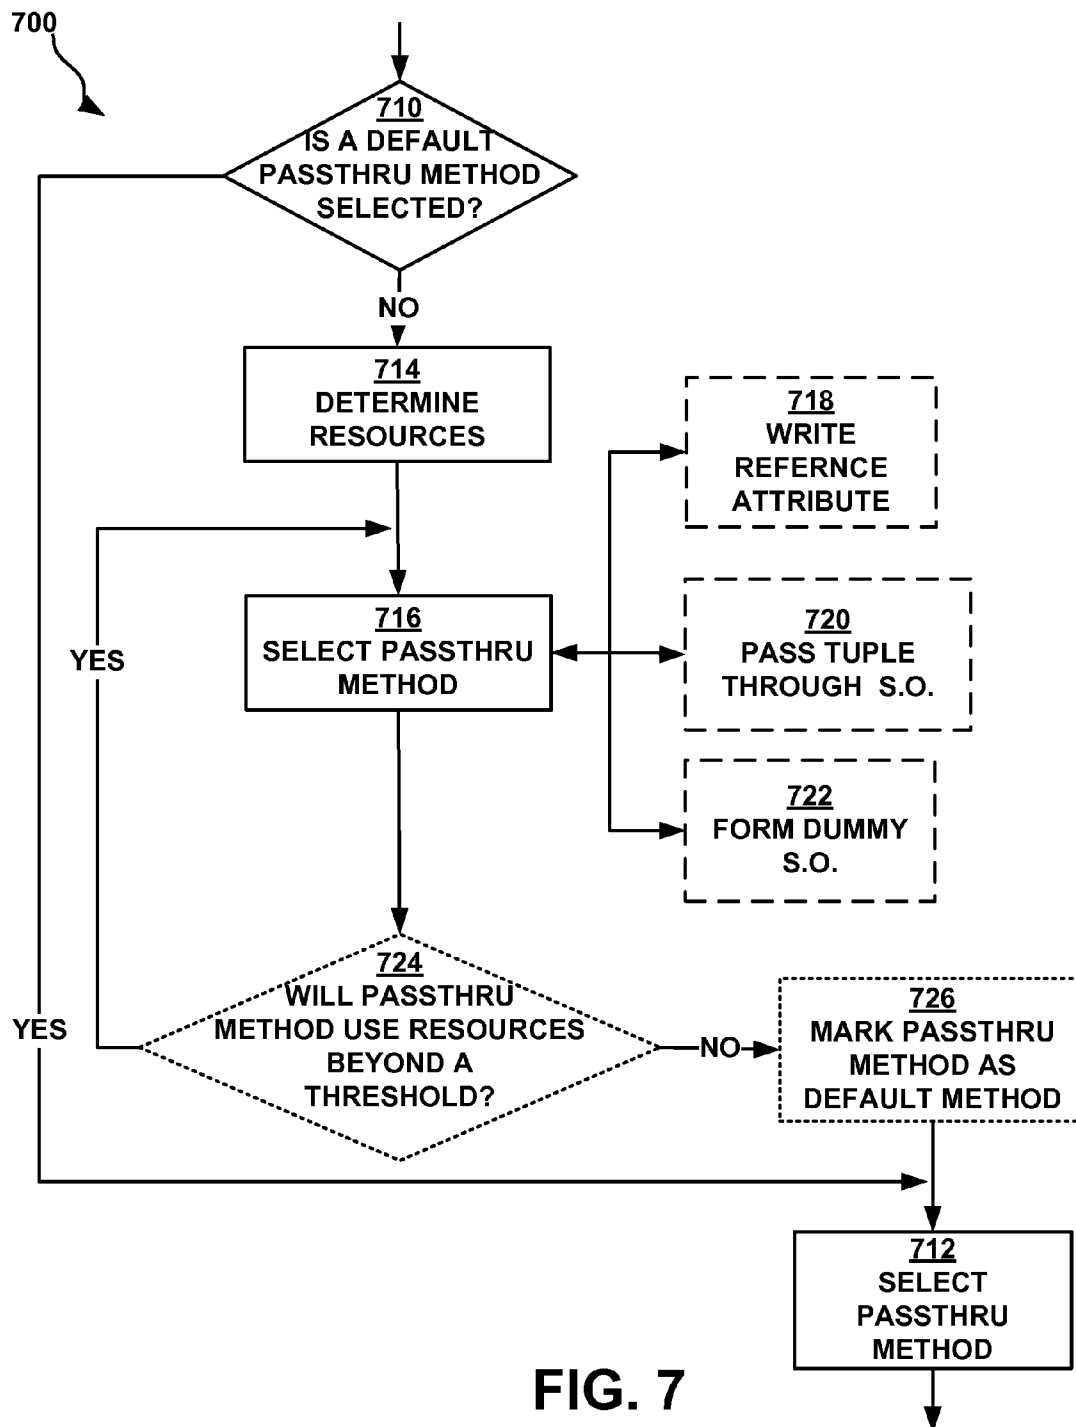 700
710
IS A DEFAULT
PASSTHRU METHOD
SELECTED?
NO
714
DETERMINE
RESOURCES
718
WRITE
REFERNCE
ATTRIBUTE
716
SELECT PASSTHRU
METHOD
720
PASS TUPLE
THROUGH S.O.
YES
722
FORM DUMMY
S.O.
724
WILL PASSTHRU
METHOD USE RESOURCES
BEYOND A
THRESHOLD?
YES
NO
726
MARK PASSTHRU
METHOD AS
DEFAULT METHOD
712
SELECT
PASSTHRU
METHOD
FIG. 7